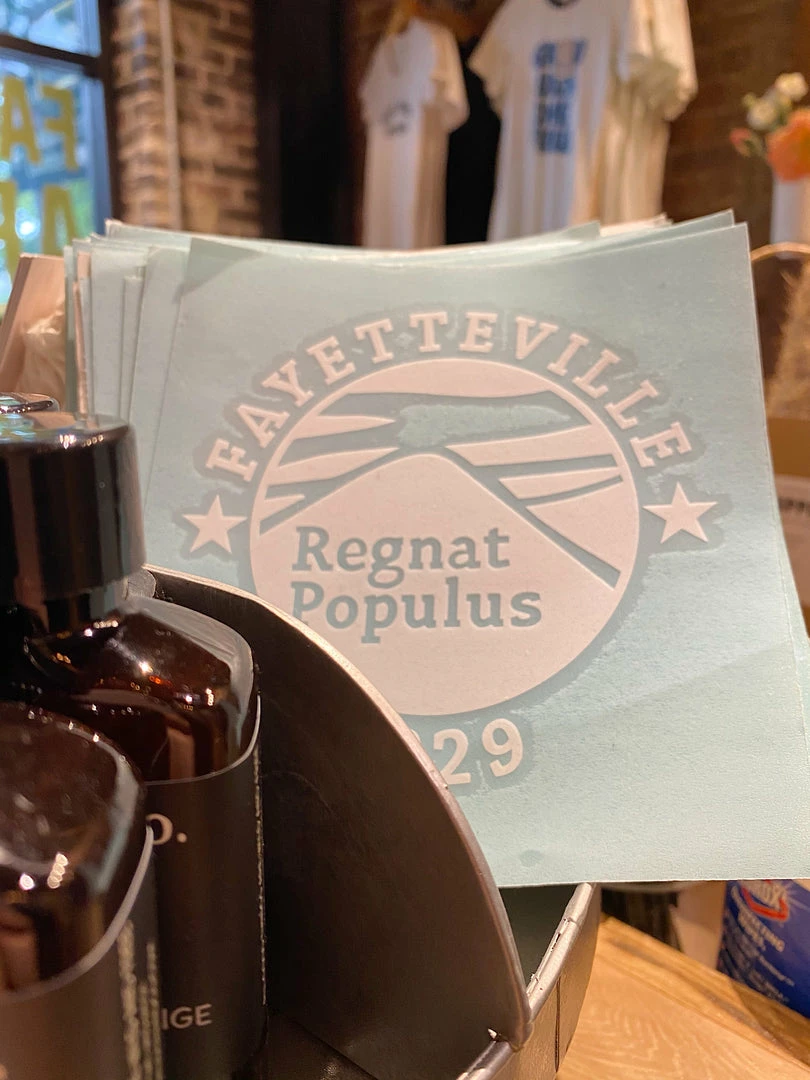 FAYETTEVILLE
Regnat
Populus
29
O.
IGE